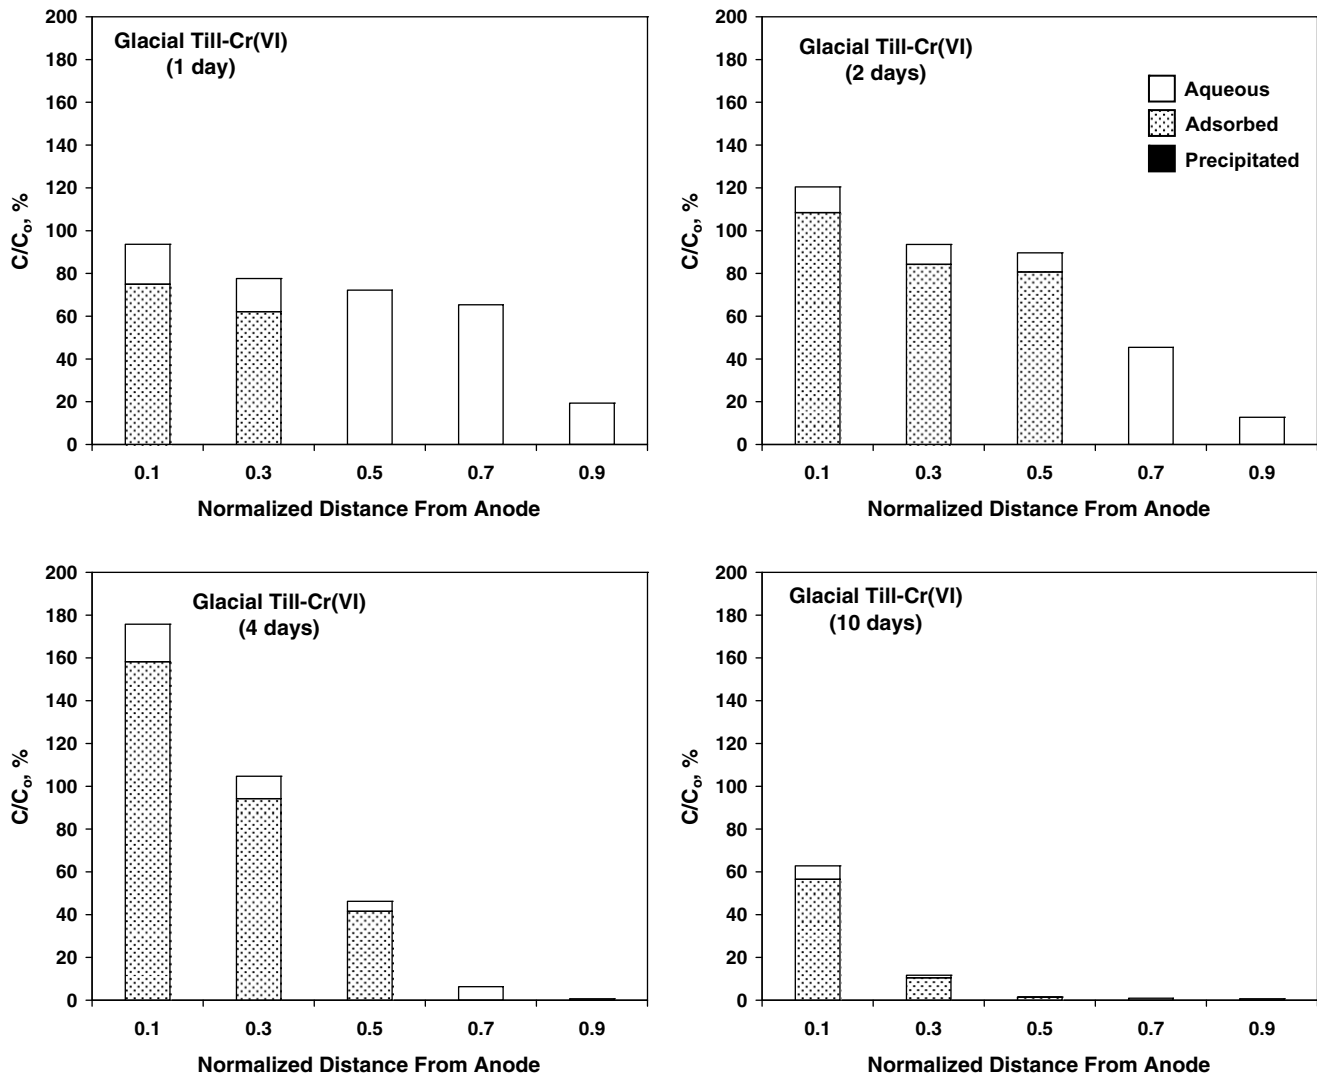 Glacial Till-Cr(VI)
(1 day)
200
180
160
140
120
100
80
60
40
20
0
C/Co, %
0.1 0.3 0.5 0.7 0.9
Normalized Distance From Anode
Glacial Till-Cr(VI)
(2 days)
Aqueous
Adsorbed
Precipitated
200
180
160
140
120
100
80
60
40
20
0
C/Co, %
0.1 0.3 0.5 0.7 0.9
Normalized Distance From Anode
Glacial Till-Cr(VI)
(4 days)
200
180
160
140
120
100
80
60
40
20
0
C/Co, %
0.1 0.3 0.5 0.7 0.9
Normalized Distance From Anode
Glacial Till-Cr(VI)
(10 days)
200
180
160
140
120
100
80
60
40
20
0
C/Co, %
0.1 0.3 0.5 0.7 0.9
Normalized Distance From Anode